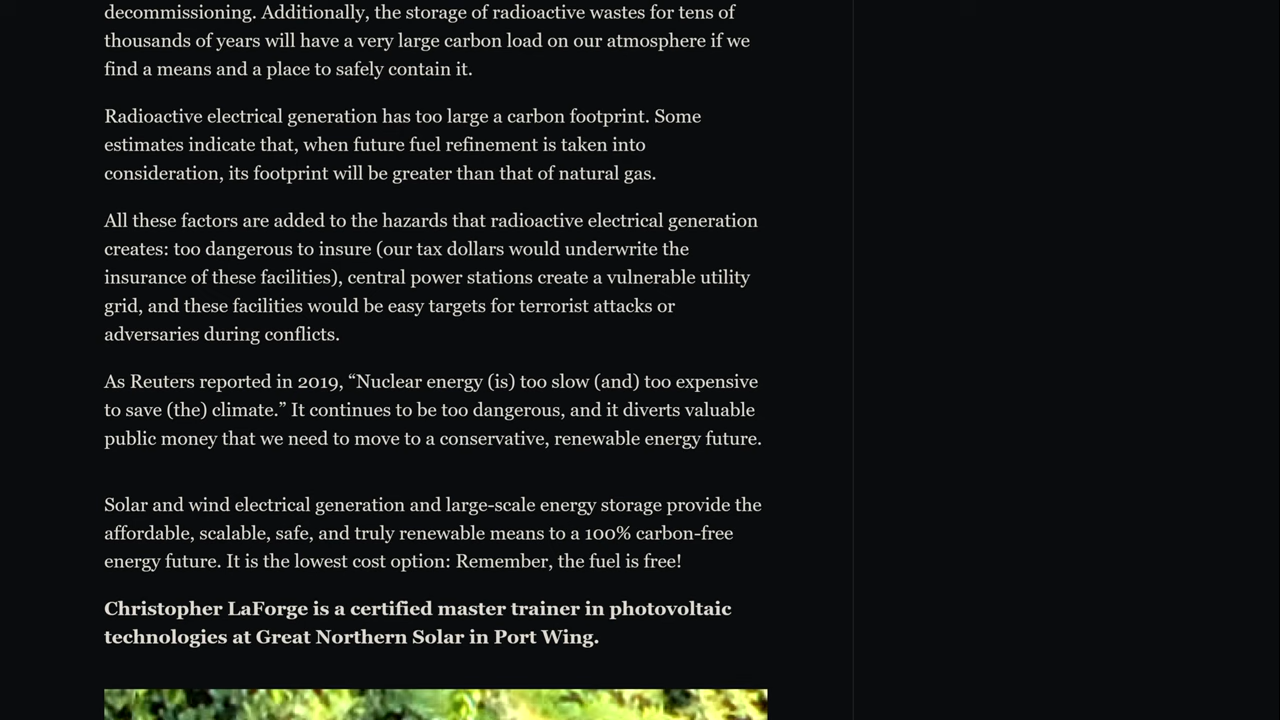 decommissioning. Additionally, the storage of radioactive wastes for tens of
thousands of years will have a very large carbon load on our atmosphere if we
find a means and a place to safely contain it.
Radioactive electrical generation has too large a carbon footprint. Some
estimates indicate that, when future fuel refinement is taken into
consideration, its footprint will be greater than that of natural gas.
All these factors are added to the hazards that radioactive electrical generation
creates: too dangerous to insure (our tax dollars would underwrite the
insurance of these facilities), central power stations create a vulnerable utility
grid, and these facilities would be easy targets for terrorist attacks or
adversaries during conflicts.
As Reuters reported in 2019, “Nuclear energy (is) too slow (and) too expensive
to save (the) climate.” It continues to be too dangerous, and it diverts valuable
public money that we need to move to a conservative, renewable energy future.
Solar and wind electrical generation and large-scale energy storage provide the
affordable, scalable, safe, and truly renewable means to a 100% carbon-free
energy future. It is the lowest cost option: Remember, the fuel is free!
Christopher LaForge is a certified master trainer in photovoltaic
technologies at Great Northern Solar in Port Wing.